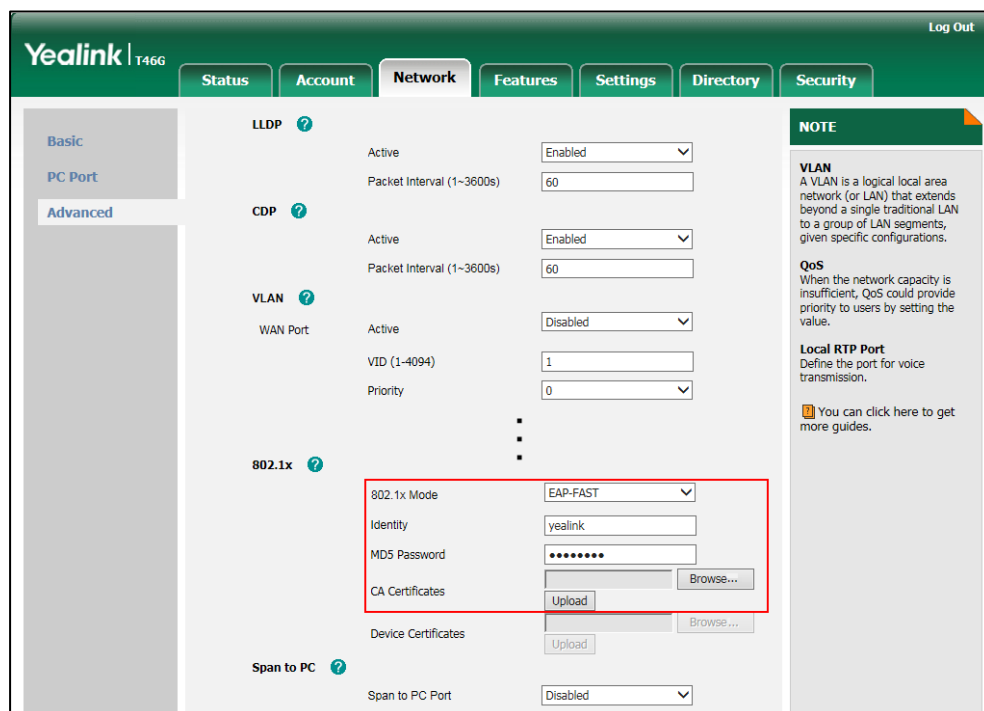 Log Out
Yealink T46G
Status Account Network Features Settings Directory Security
Basic
PC Port
Advanced
LLDP ?
Active Enabled
Packet Interval (1~3600s) 60
CDP ?
Active Enabled
Packet Interval (1~3600s) 60
VLAN ?
WAN Port Active Disabled
VID (1-4094) 1
Priority 0
802.1x ?
802.1x Mode EAP-FAST
Identity yealink
MD5 Password ••••••••
CA Certificates Browse...
Upload
Device Certificates Browse...
Upload
Span to PC ?
Span to PC Port Disabled
NOTE
VLAN
A VLAN is a logical local area
network (or LAN) that extends
beyond a single traditional LAN
to a group of LAN segments,
given specific configurations.
QoS
When the network capacity is
insufficient, QoS could provide
priority to users by setting the
value.
Local RTP Port
Define the port for voice
transmission.
? You can click here to get
more guides.